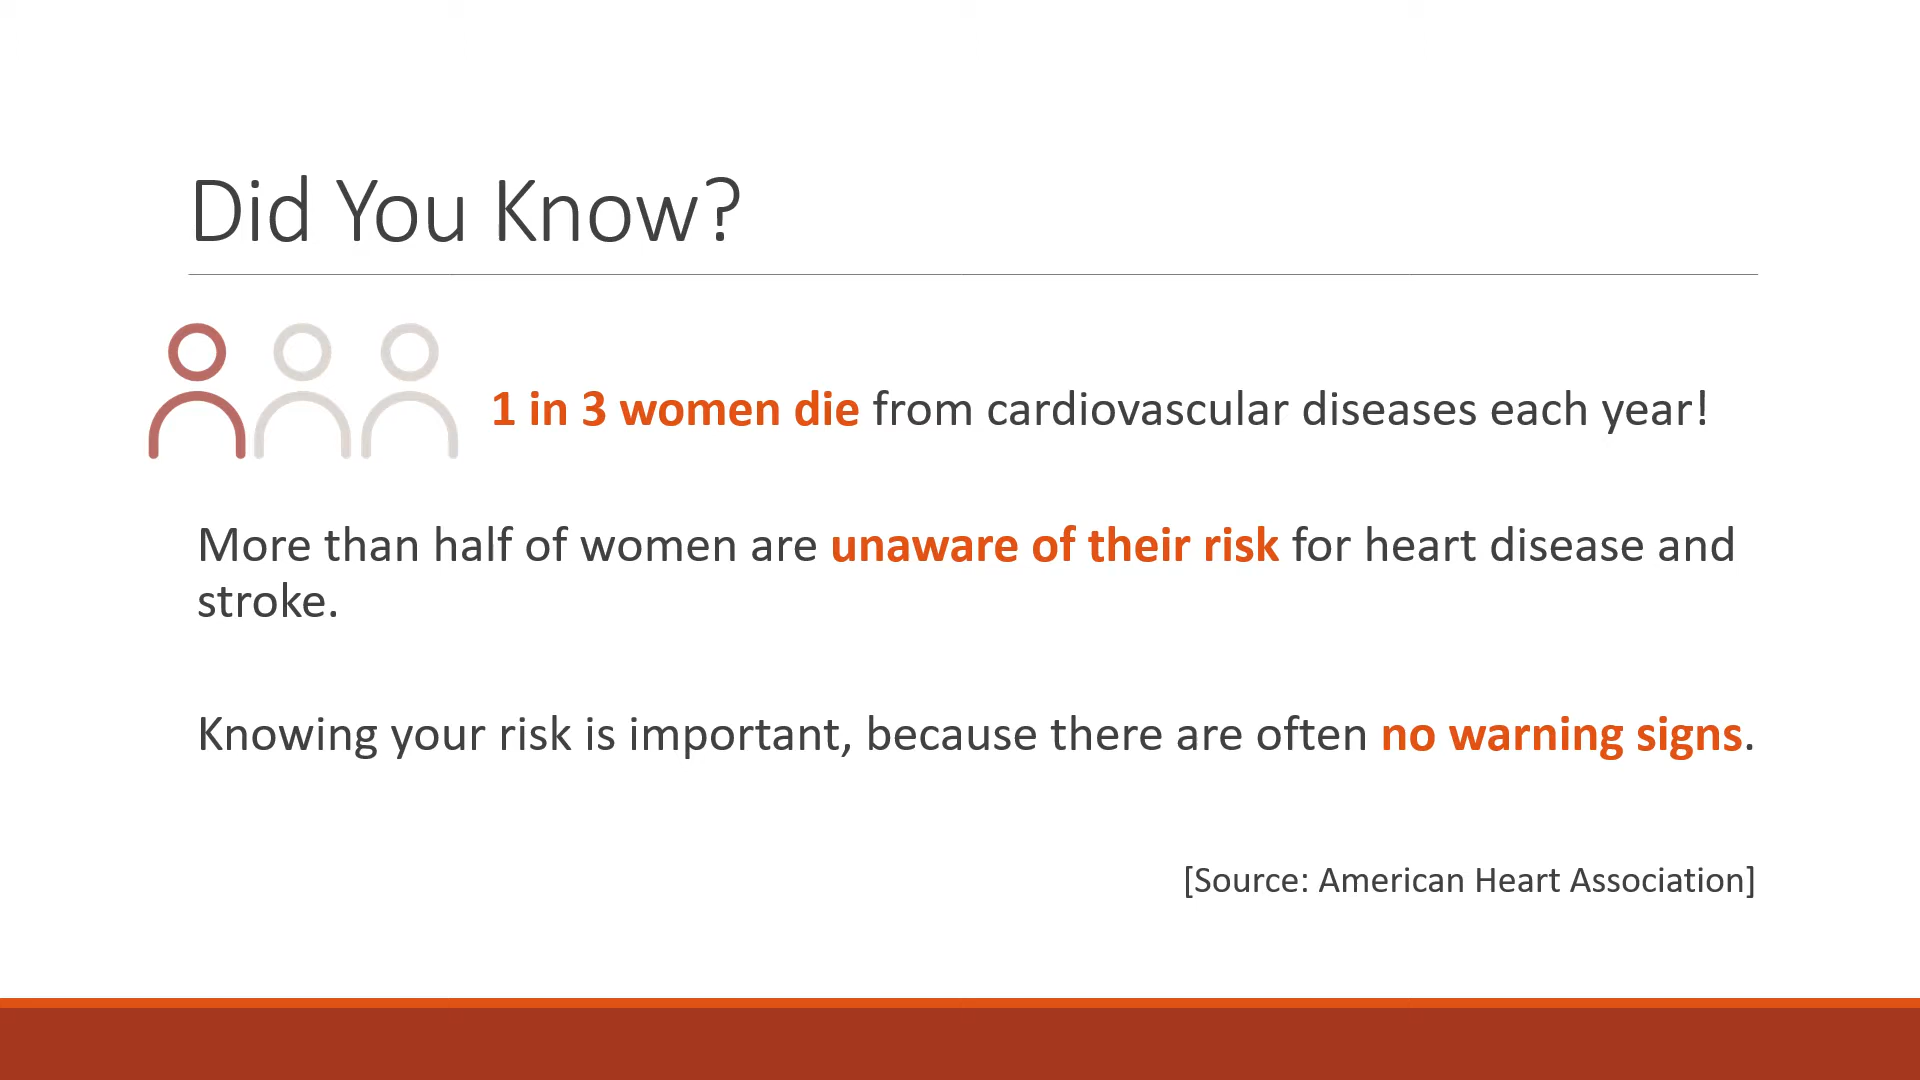 Did You Know?
1 in 3 women die from cardiovascular diseases each year!
More than half of women are unaware of their risk for heart disease and
stroke.
Knowing your risk is important, because there are often no warning signs.
[Source: American Heart Association]